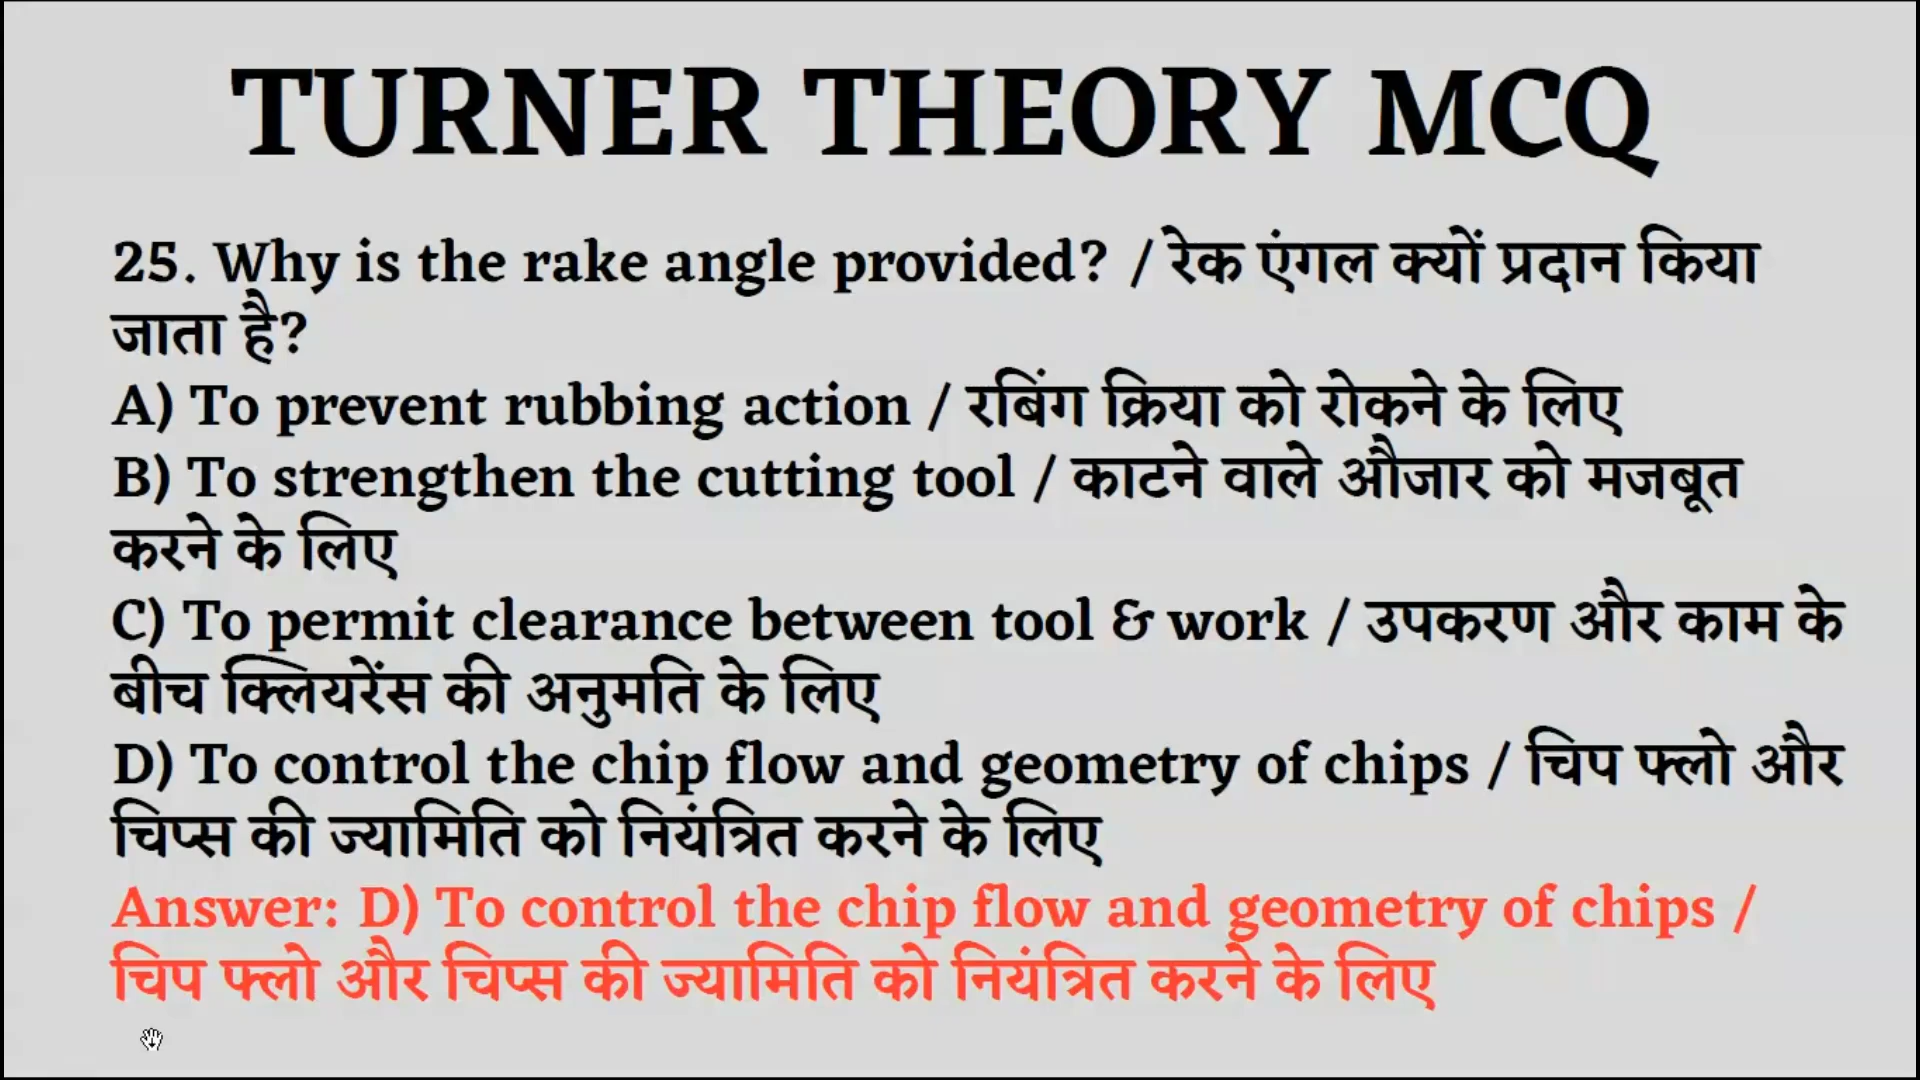 TURNER THEORY MCQ
25. Why is the rake angle provided? / रेक एंगल क्यों प्रदान किया
जाता है?
A) To prevent rubbing action / रबिंग क्रिया को रोकने के लिए
B) To strengthen the cutting tool / काटने वाले औजार को मजबूत
करने के लिए
C) To permit clearance between tool & work / उपकरण और काम के
बीच क्लियरेंस की अनुमति के लिए
D) To control the chip flow and geometry of chips / चिप फ्लो और
चिप्स की ज्यामिति को नियंत्रित करने के लिए
Answer: D) To control the chip flow and geometry of chips /
चिप फ्लो और चिप्स की ज्यामिति को नियंत्रित करने के लिए